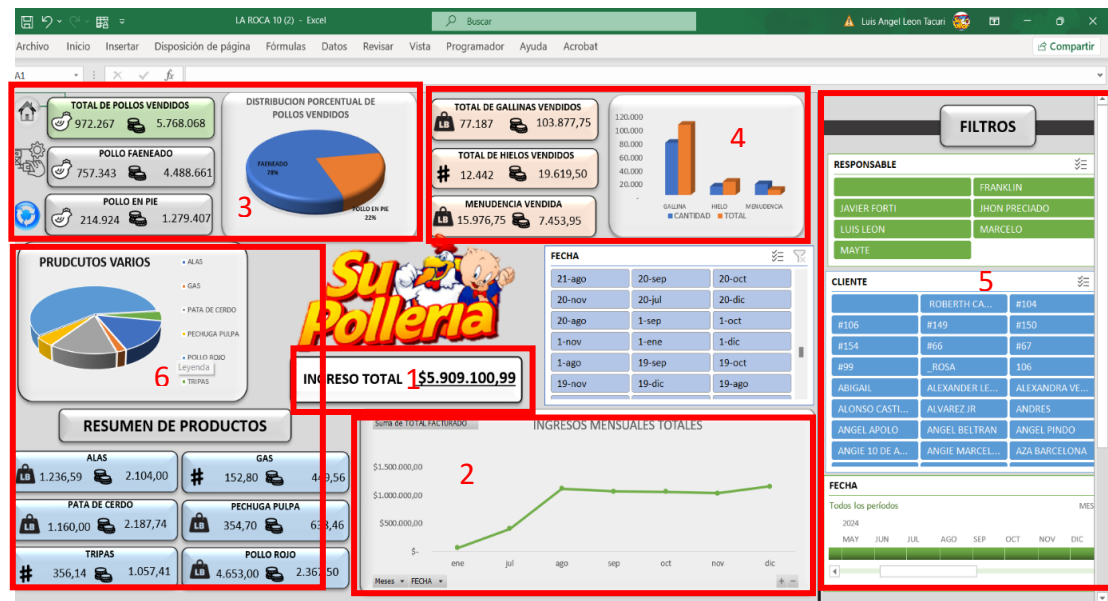 LA ROCA 10 (2) - Excel
Buscar
Luis Angel Leon Tacuri
Archivo Inicio Insertar Disposición de página Fórmulas Datos Revisar Vista Programador Ayuda Acrobat
Compartir
A1
fx
TOTAL DE POLLOS VENDIDOS
972.267 5.768.068
POLLO FAENEADO
757.343 4.488.661
POLLO EN PIE
214.924 1.279.407
3
DISTRIBUCION PORCENTUAL DE
POLLOS VENDIDOS
FAENEADO
78%
POLLO EN PIE
22%
TOTAL DE GALLINAS VENDIDOS
LB 77.187 103.877,75
TOTAL DE HIELOS VENDIDOS
# 12.442 19.619,50
MENUDENCIA VENDIDA
LB 15.976,75 7.453,95
4
120.000
100.000
80.000
60.000
40.000
20.000
-
GALLINA HIELO MENUDENCIA
CANTIDAD TOTAL
FILTROS
RESPONSABLE
FRANKLIN
JAVIER FORTI JHON PRECIADO
LUIS LEON MARCELO
MAYTE
CLIENTE
5
ROBERTH CA... #104
#106 #149 #150
#154 #66 #67
#99 _ROSA 106
ABIGAIL ALEXANDER LE... ALEXANDRA VE...
ALONSO CASTI... ALVAREZ JR ANDRES
ANGEL APOLO ANGEL BELTRAN ANGEL PINDO
ANGIE 10 DE A... ANGIE MARCEL... AZA BARCELONA
FECHA
Todos los períodos MES
2024
MAY JUN JUL AGO SEP OCT NOV DIC
PRUDCUTOS VARIOS
ALAS
GAS
PATA DE CERDO
PECHUGA PULPA
POLLO ROJO
Leyenda
TRIPAS
6
Su
Pollería
FECHA
21-ago 20-sep 20-oct
20-nov 20-jul 20-dic
20-ago 1-sep 1-oct
1-nov 1-ene 1-dic
1-ago 19-sep 19-oct
19-nov 19-dic 19-ago
INGRESO TOTAL 1 $5.909.100,99
RESUMEN DE PRODUCTOS
ALAS
LB 1.236,59 2.104,00
GAS
# 152,80
PATA DE CERDO
LB 1.160,00 2.187,74
PECHUGA PULPA
LB 354,70
TRIPAS
# 356,14 1.057,41
POLLO ROJO
LB 4.653,00
Suma de TOTAL FACTURADO
INGRESOS MENSUALES TOTALES
2
$1.500.000,00
$1.000.000,00
$500.000,00
$-
ene jul ago sep oct nov dic
Meses FECHA
+ -